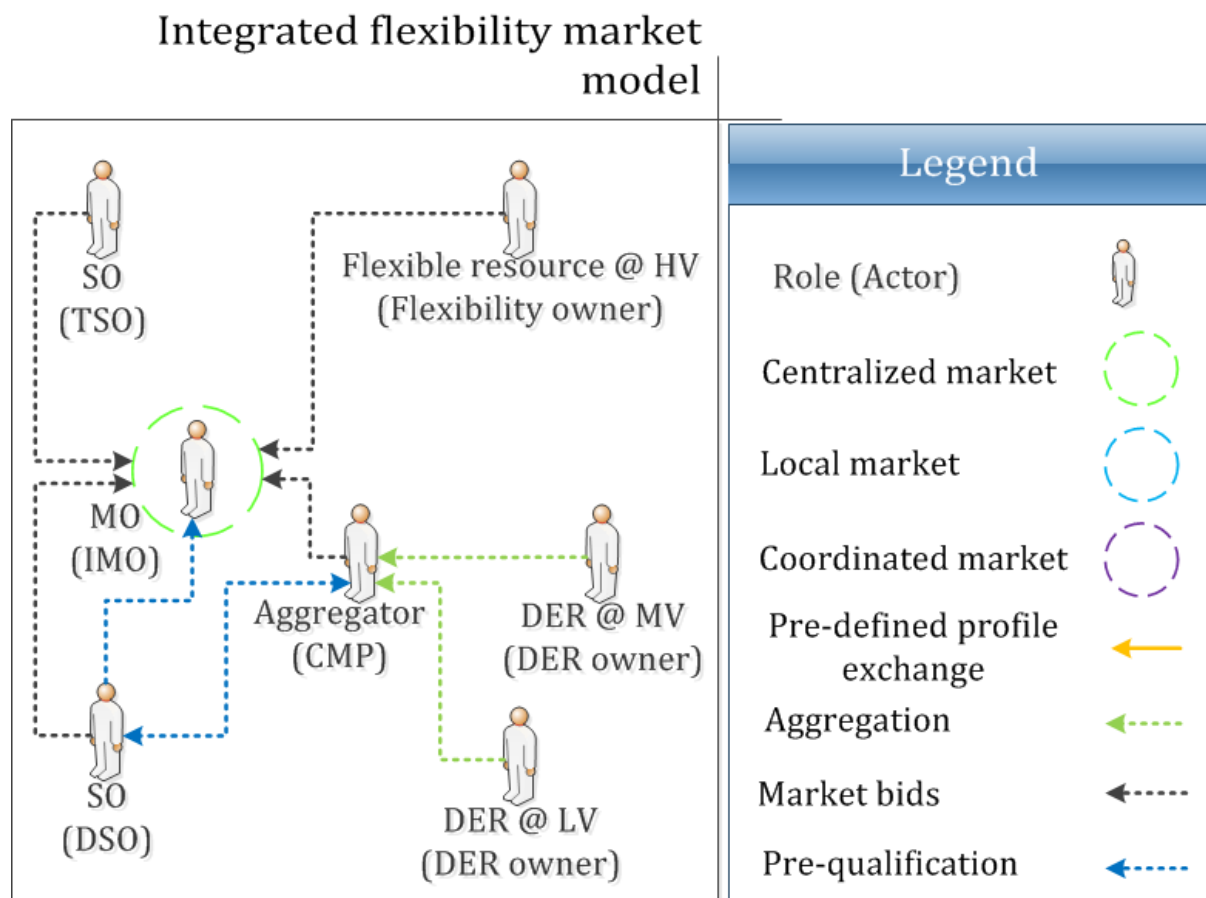 Integrated flexibility market
model
SO
(TSO)
Flexible resource @ HV
(Flexibility owner)
MO
(IMO)
Aggregator
(CMP)
DER @ MV
(DER owner)
SO
(DSO)
DER @ LV
(DER owner)
Legend
Role (Actor)
Centralized market
Local market
Coordinated market
Pre-defined profile
exchange
Aggregation
Market bids
Pre-qualification